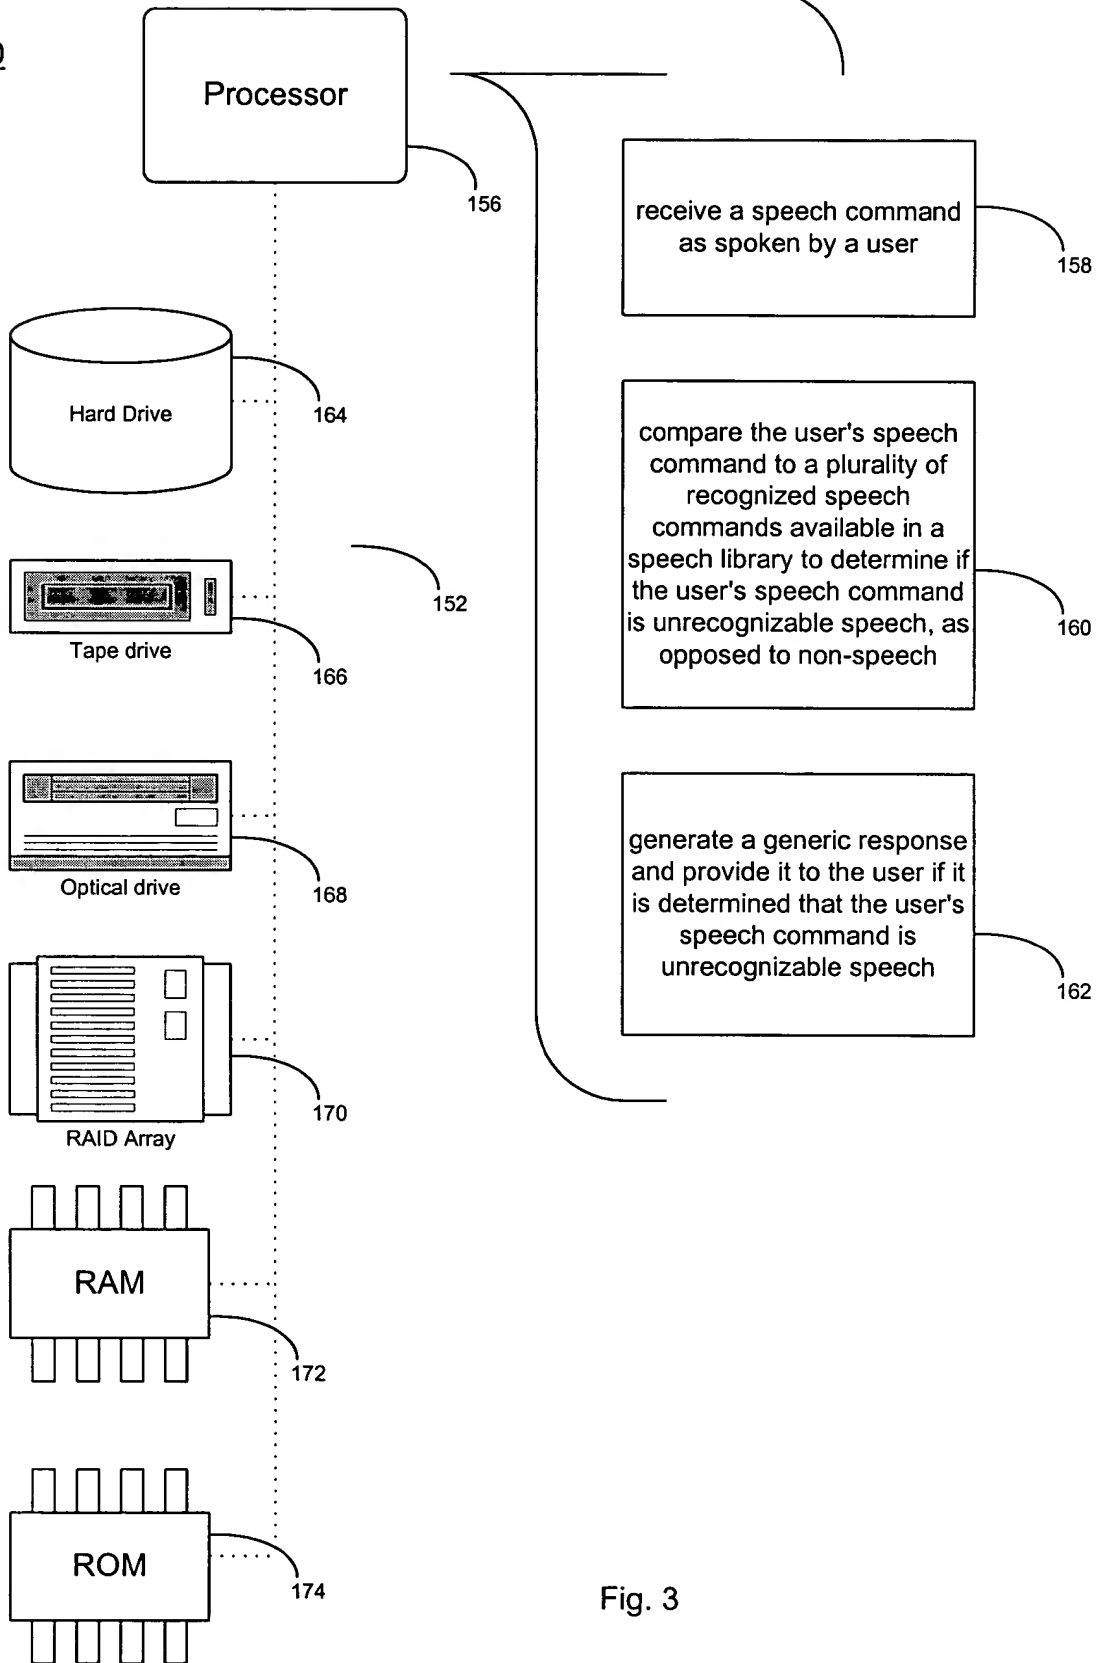 Processor
156
receive a speech command
as spoken by a user
158
Hard Drive
164
compare the user's speech
command to a plurality of
recognized speech
commands available in a
speech library to determine if
the user's speech command
is unrecognizable speech, as
opposed to non-speech
160
152
Tape drive
166
Optical drive
168
generate a generic response
and provide it to the user if it
is determined that the user's
speech command is
unrecognizable speech
162
RAID Array
170
RAM
172
ROM
174
Fig. 3